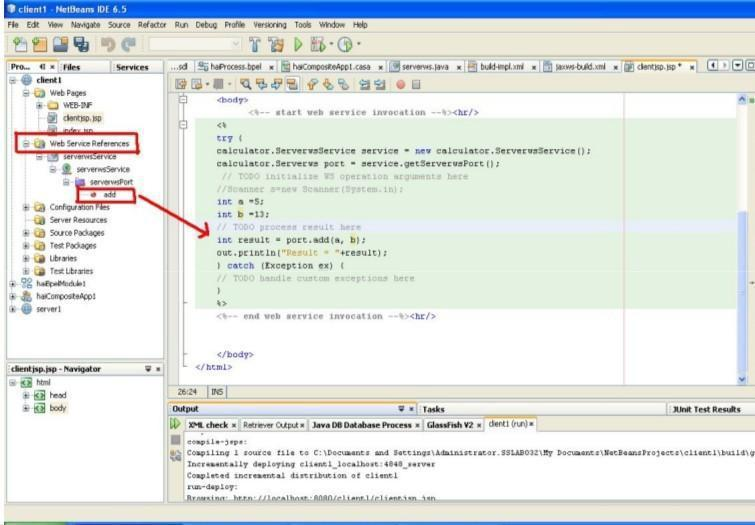 client1 - NetBeans IDE 6.5
File Edit View Navigate Source Refactor Run Debug Profile Versioning Tools Window Help
Pro... Files Services
client1
Web Pages
WEB-INF
clientjsp.jsp
index.jsp
Web Service References
serverwsService
serverwsService
serverwsPort
add
Configuration Files
Server Resources
Source Packages
Test Packages
Libraries
Test Libraries
haiBpelModule1
haiCompositeApp1
server1
clientjsp.jsp - Navigator
html
head
body
haiProcess.bpel haiCompositeApp1.casa serverws.java build-impl.xml jaxws-build.xml clientjsp.jsp *
<body>
<%-- start web service invocation --%><hr/>
<%
try {
calculator.ServerwsService service = new calculator.ServerwsService();
calculator.Serverws port = service.getServerwsPort();
// TODO initialize WS operation arguments here
//Scanner s=new Scanner(System.in);
int a =5;
int b =13;
// TODO process result here
int result = port.add(a, b);
out.println("Result = "+result);
} catch (Exception ex) {
// TODO handle custom exceptions here
}
%>
<%-- end web service invocation --%><hr/>
</body>
</html>
26:24 INS
Output Tasks JUnit Test Results
XML check Retriever Output Java DB Database Process GlassFish V2 client1 (run)
compile-jsps:
Compiling 1 source file to C:\Documents and Settings\Administrator.SSLAB032\My Documents\NetBeansProjects\client1\build\g
Incrementally deploying client1_localhost:4848_server
Completed incremental distribution of client1
run-deploy:
Browsing: http://localhost:8080/client1/clientjsp.jsp